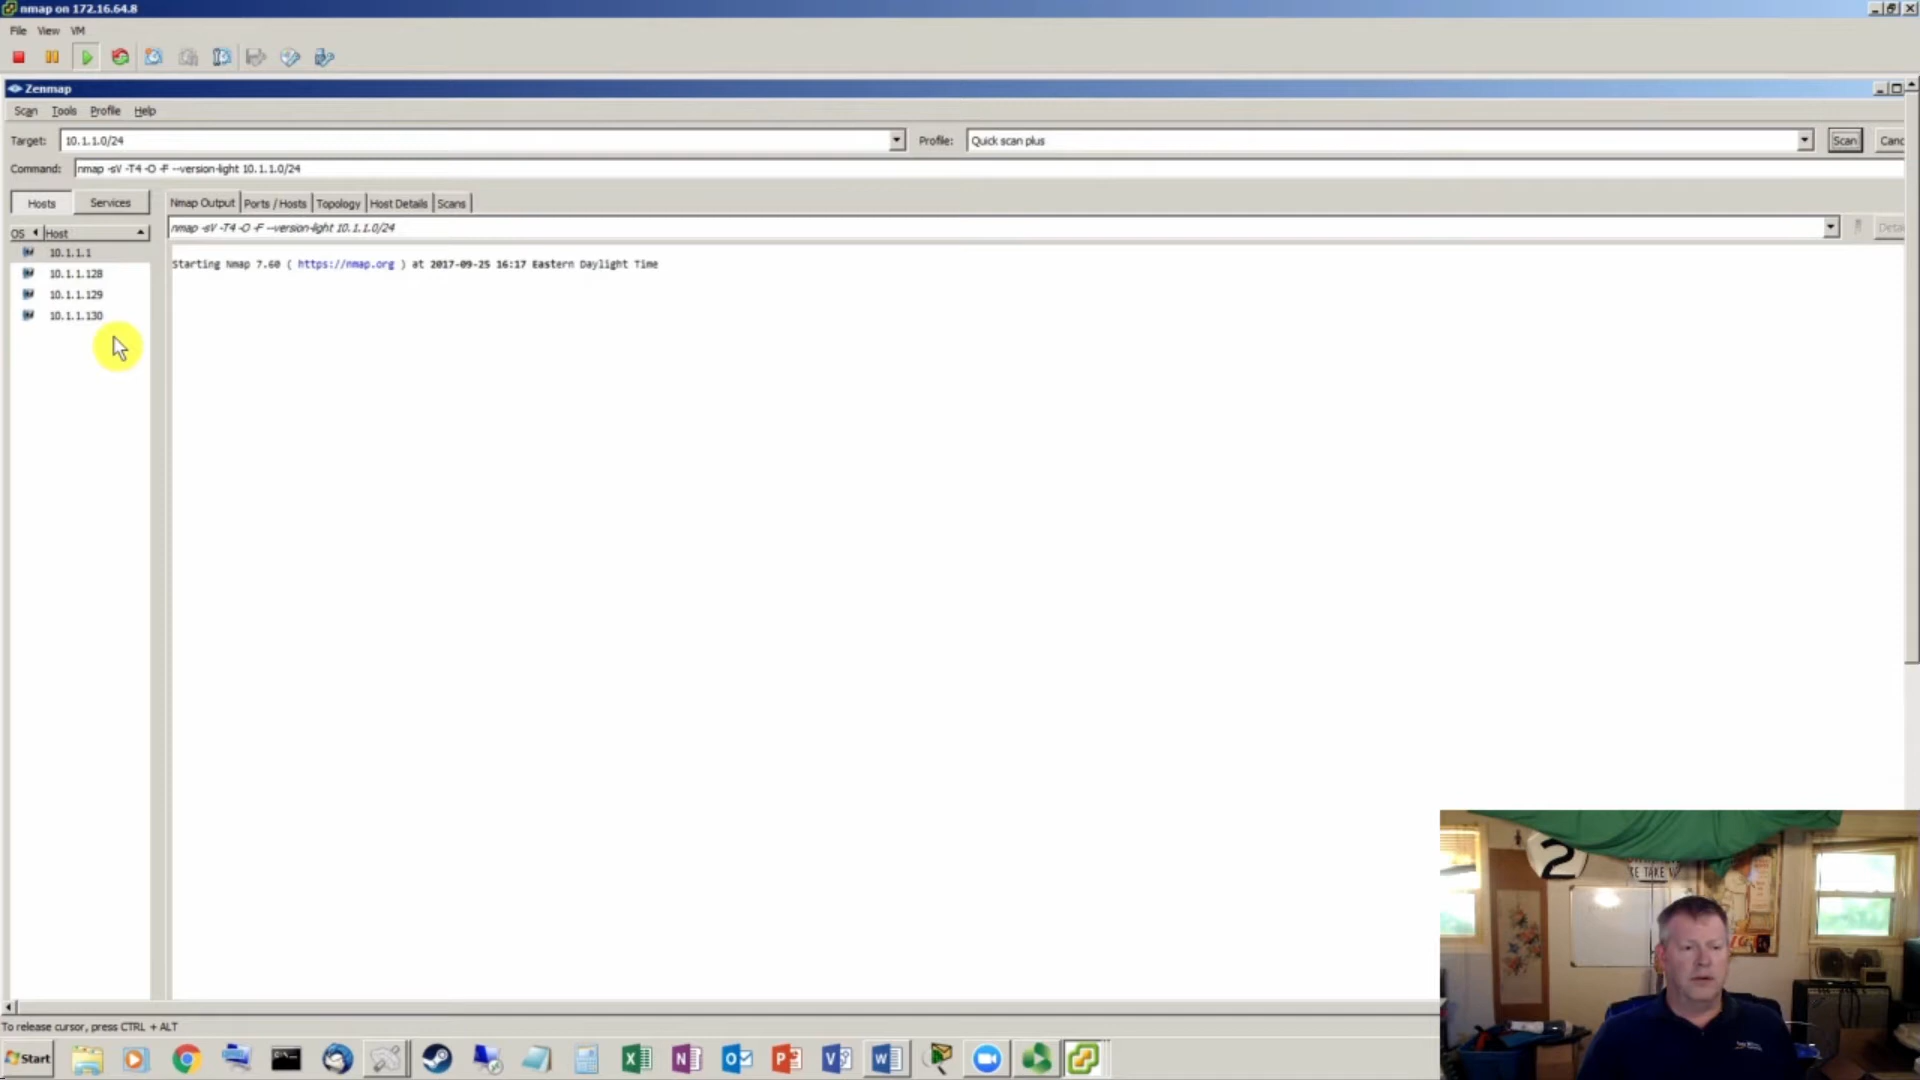 nmap on 172.16.64.8
File View VM
Zenmap
Scan Tools Profile Help
Target: 10.1.1.0/24 Profile: Quick scan plus Scan Canc
Command: nmap -sV -T4 -O -F --version-light 10.1.1.0/24
Hosts Services Nmap Output Ports / Hosts Topology Host Details Scans
nmap -sV -T4 -O -F --version-light 10.1.1.0/24 Detai
OS Host
10.1.1.1
Starting Nmap 7.60 ( https://nmap.org ) at 2017-09-25 16:17 Eastern Daylight Time
10.1.1.128
10.1.1.129
10.1.1.130
2
KE TAKE
To release cursor, press CTRL + ALT
Start